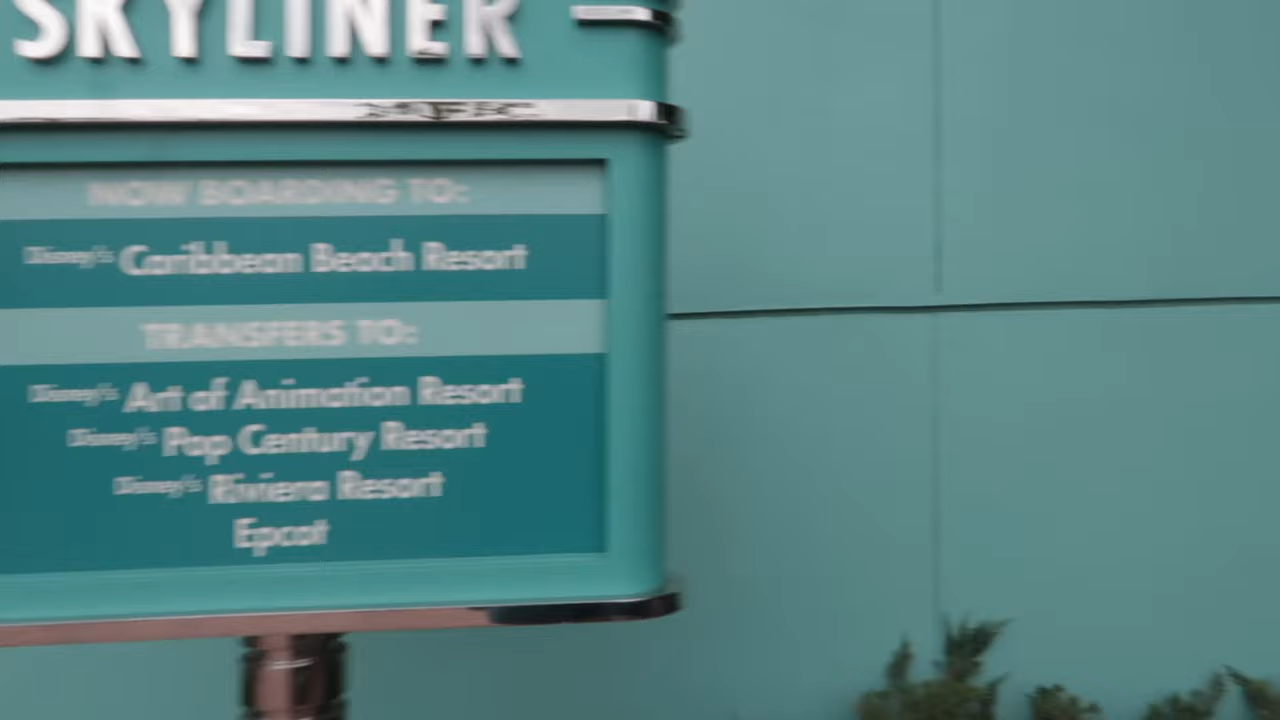 SKYLINER
NOW BOARDING TO:
Disney's Caribbean Beach Resort
TRANSFERS TO:
Disney's Art of Animation Resort
Disney's Pop Century Resort
Disney's Riviera Resort
Epcot